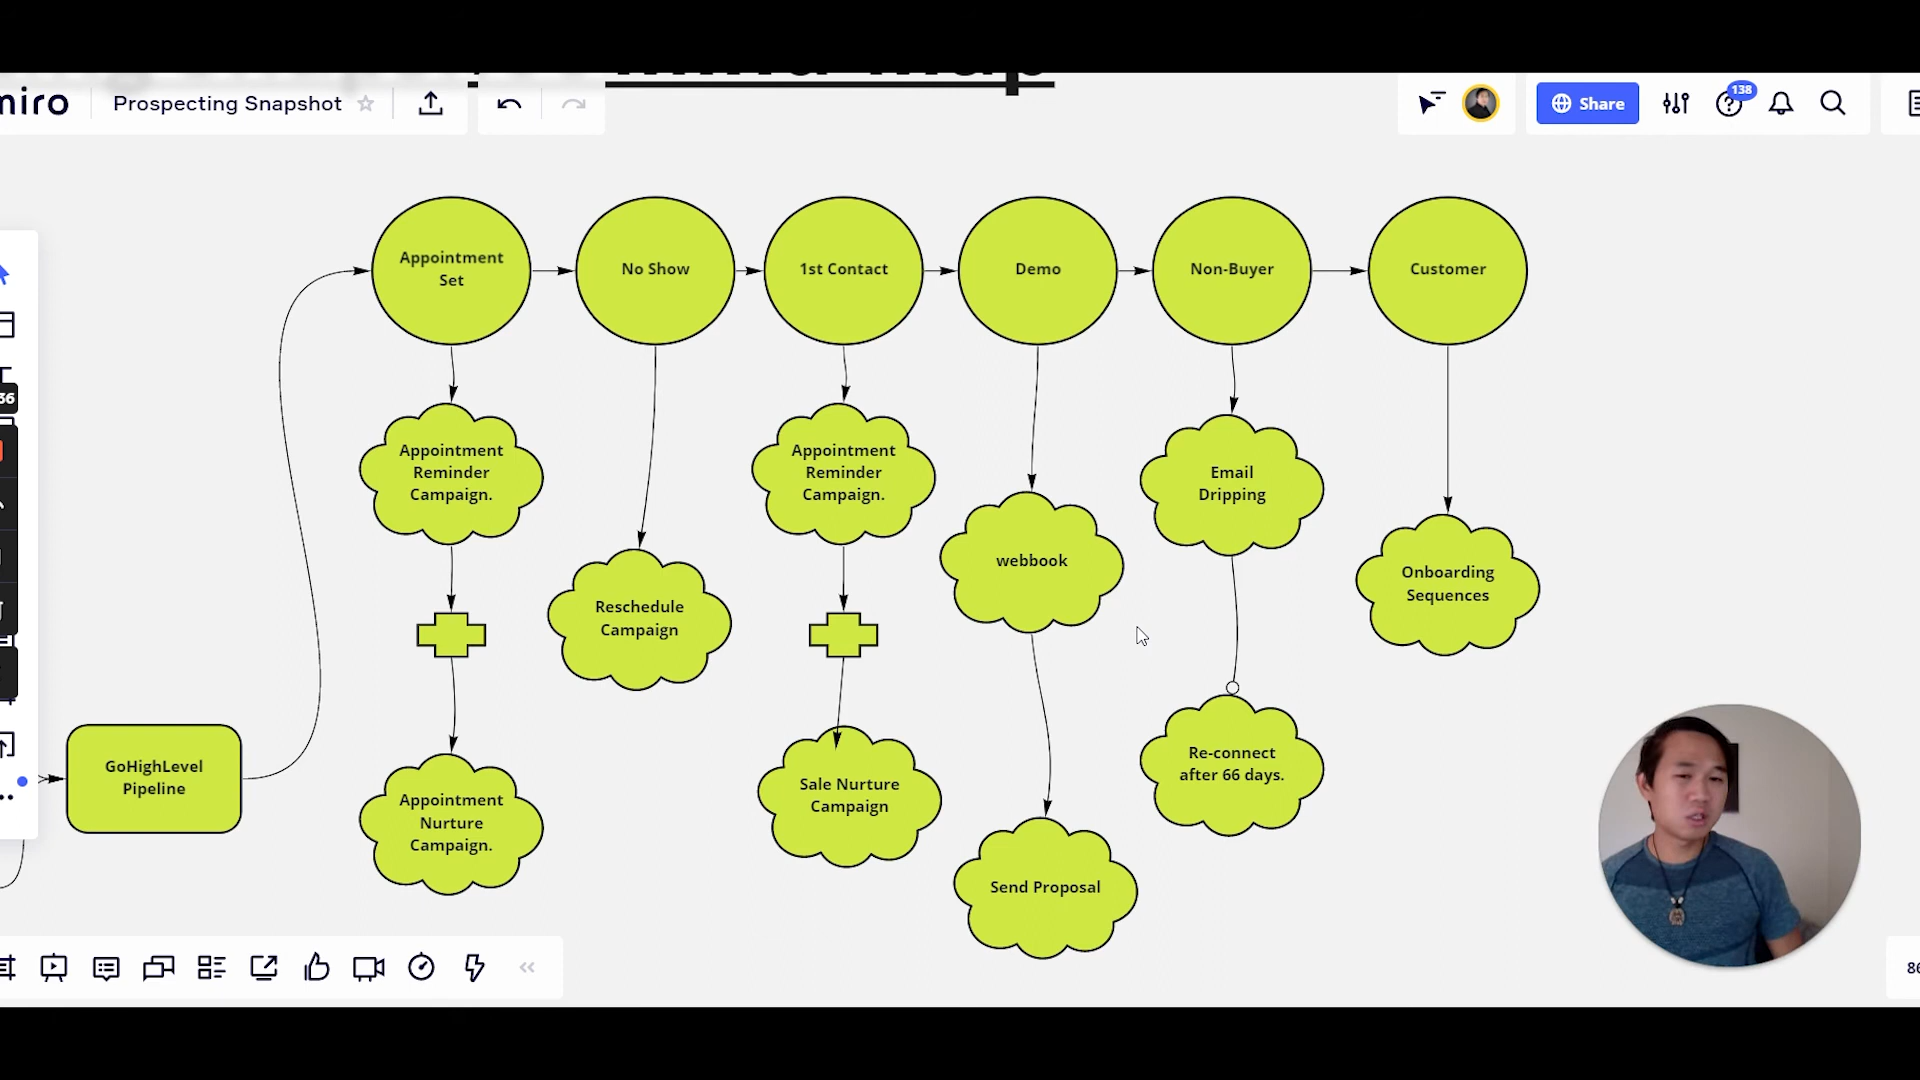 miro
Prospecting Snapshot
Share
138
Appointment
Set
No Show
1st Contact
Demo
Non-Buyer
Customer
36
Appointment
Reminder
Campaign.
Appointment
Reminder
Campaign.
Email
Dripping
webbook
Onboarding
Sequences
Reschedule
Campaign
GoHighLevel
Pipeline
Appointment
Nurture
Campaign.
Sale Nurture
Campaign
Re-connect
after 66 days.
Send Proposal
86